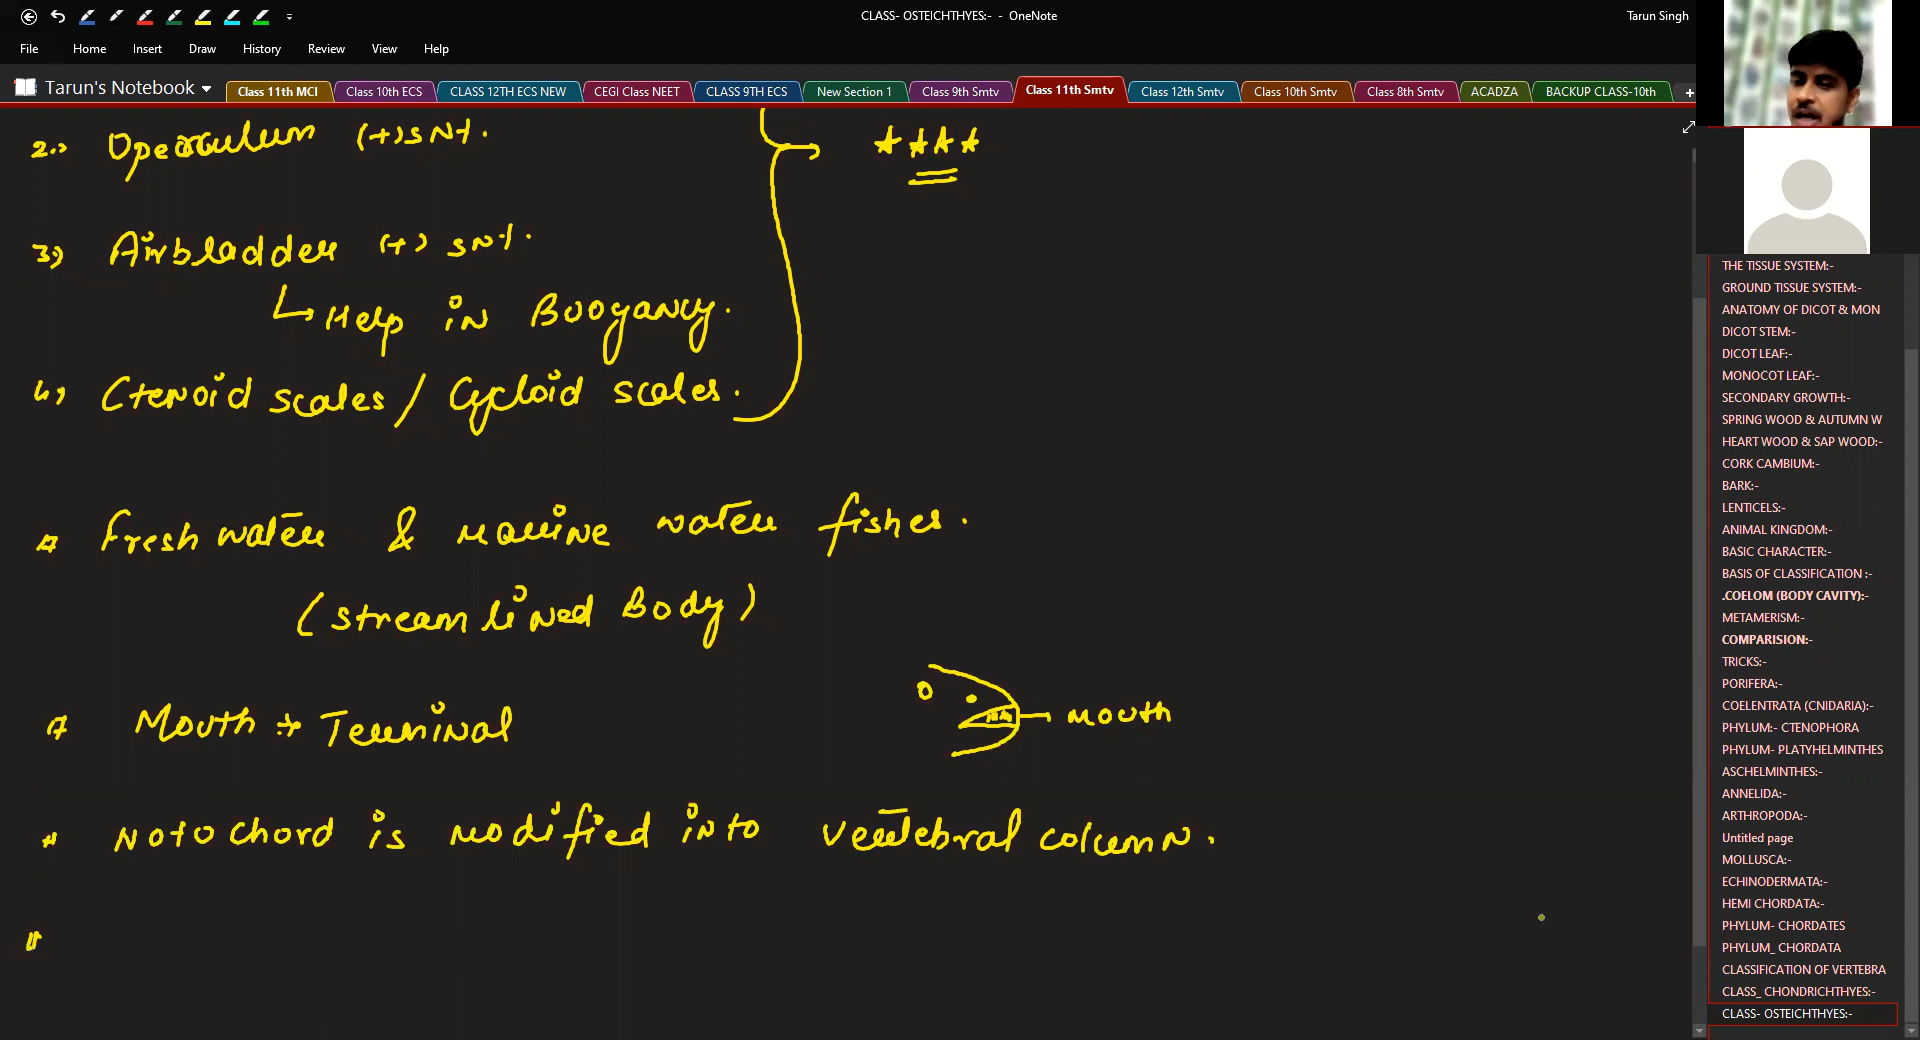 CLASS- OSTEICHTHYES:- - OneNote
Tarun Singh
File Home Insert Draw History Review View Help
Tarun's Notebook
Class 11th MCI Class 10th ECS CLASS 12TH ECS NEW CEGI Class NEET CLASS 9TH ECS New Section 1 Class 9th Smtv Class 11th Smtv Class 12th Smtv Class 10th Smtv Class 8th Smtv ACADZA BACKUP CLASS-10th +
2.) Operculum (+)snt.
3) Airbladder (+) snt.
↳ Help in Buoyancy.
4) Ctenoid scales / Cycloid scales.
Fresh water & marine water fishes.
(streamlined Body)
Mouth :- Terminal
Mouth
Notochord is modified into vertebral column.
THE TISSUE SYSTEM:-
GROUND TISSUE SYSTEM:-
ANATOMY OF DICOT & MON
DICOT STEM:-
DICOT LEAF:-
MONOCOT LEAF:-
SECONDARY GROWTH:-
SPRING WOOD & AUTUMN W
HEART WOOD & SAP WOOD:-
CORK CAMBIUM:-
BARK:-
LENTICELS:-
ANIMAL KINGDOM:-
BASIC CHARACTER:-
BASIS OF CLASSIFICATION :-
.COELOM (BODY CAVITY):-
METAMERISM:-
COMPARISION:-
TRICKS:-
PORIFERA:-
COELENTRATA (CNIDARIA):-
PHYLUM:- CTENOPHORA
PHYLUM- PLATYHELMINTHES
ASCHELMINTHES:-
ANNELIDA:-
ARTHROPODA:-
Untitled page
MOLLUSCA:-
ECHINODERMATA:-
HEMI CHORDATA:-
PHYLUM- CHORDATES
PHYLUM_ CHORDATA
CLASSIFICATION OF VERTEBRA
CLASS_ CHONDRICHTHYES:-
CLASS- OSTEICHTHYES:-